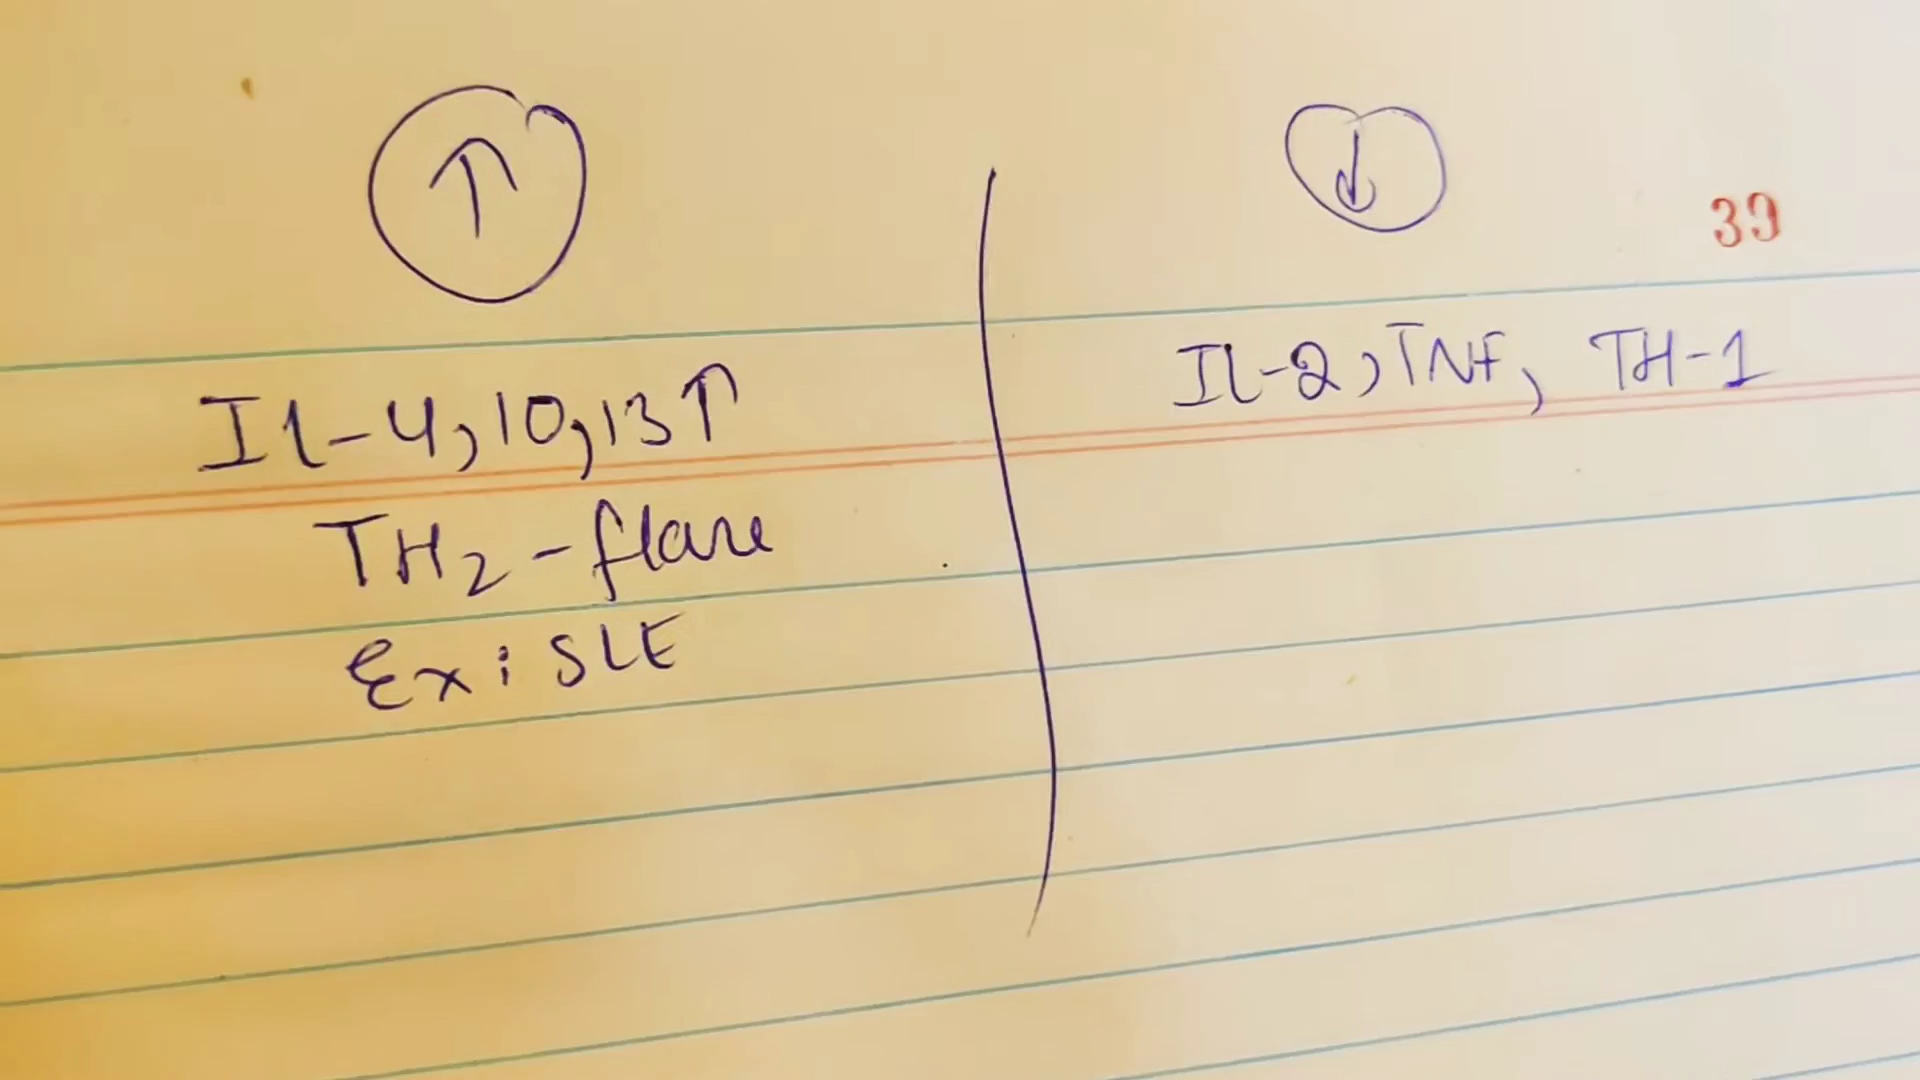 ↑
Il-4,10,13↑
TH2-flare
Ex: SLE
↓
39
Il-2, TNF, TH-1